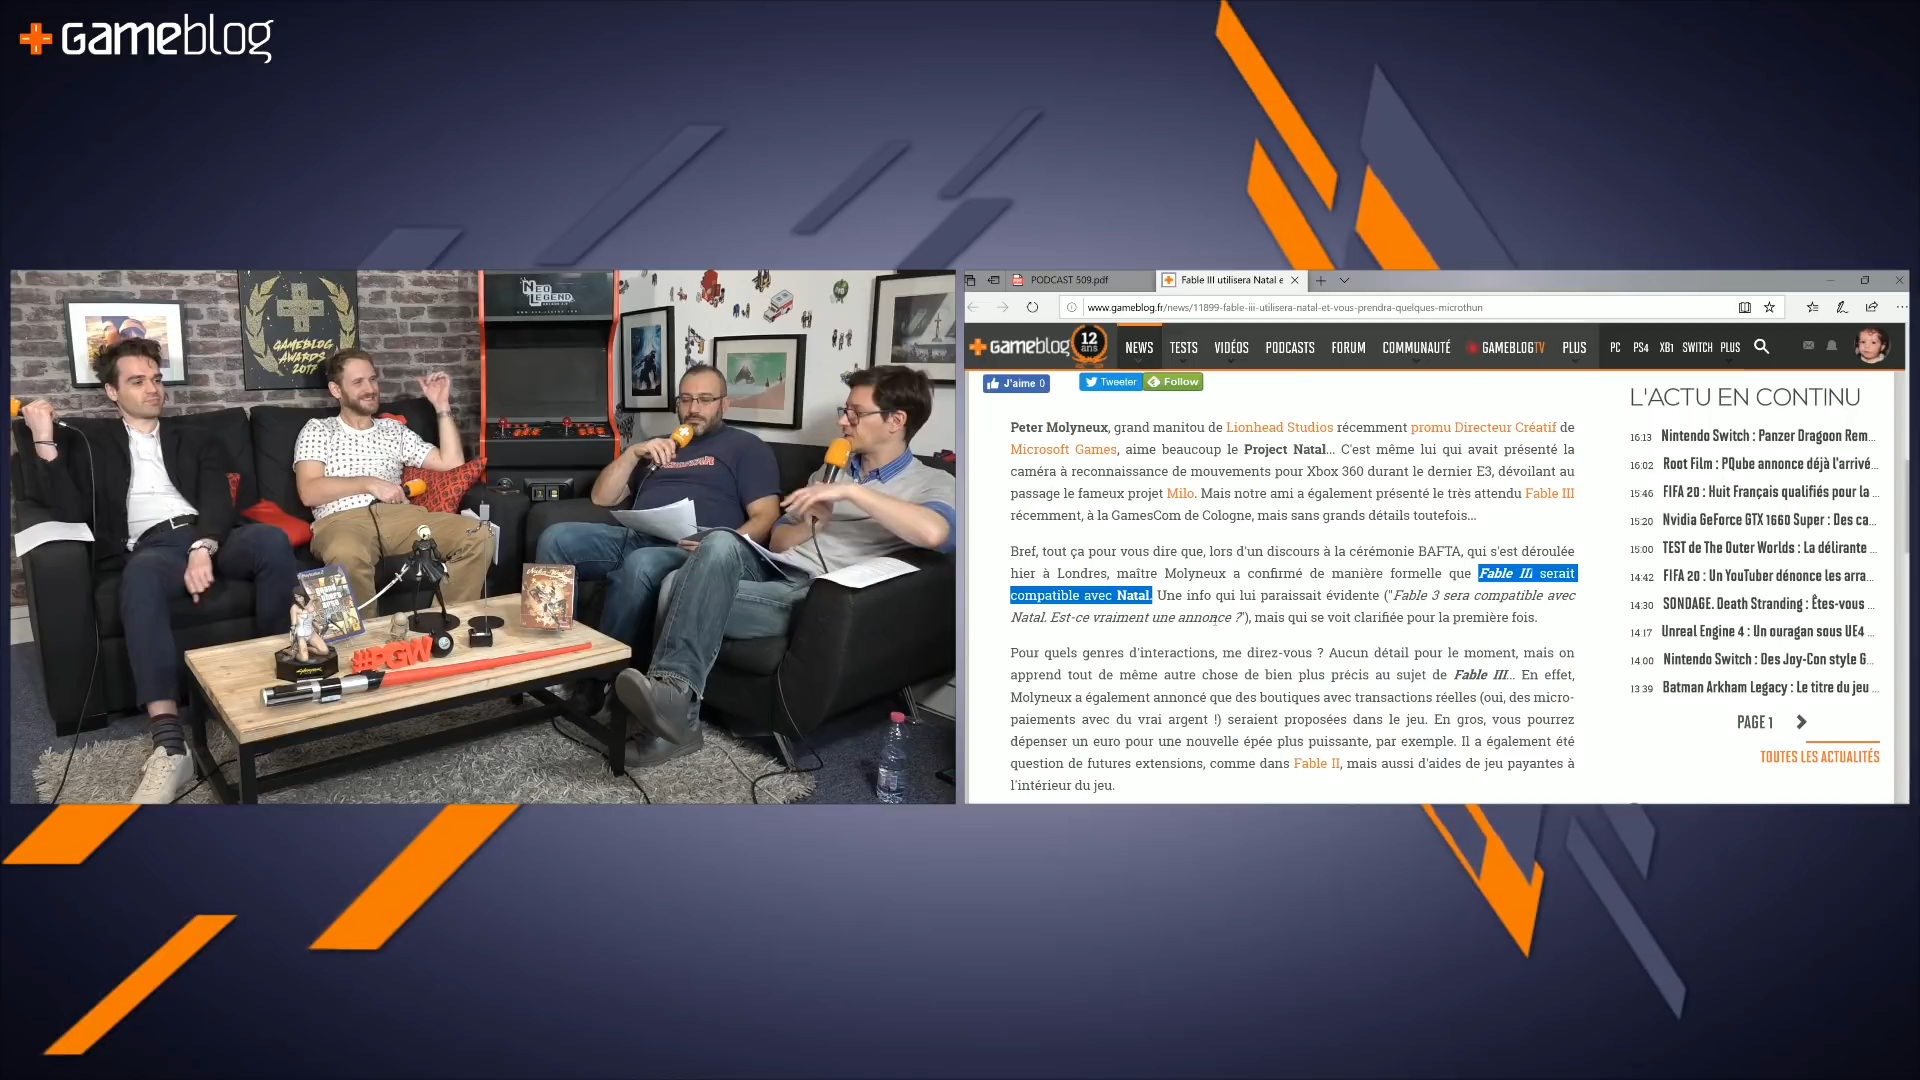 Gameblog
NEO
LEGEND
GAMEBLOG
AWARDS
2017
#PGW
PODCAST 509.pdf
Fable III utilisera Natal e
www.gameblog.fr/news/11899-fable-iii-utilisera-natal-et-vous-prendra-quelques-microthun
Gameblog 12 ans NEWS TESTS VIDÉOS PODCASTS FORUM COMMUNAUTÉ GAMEBLOGTV PLUS PC PS4 XB1 SWITCH PLUS
J'aime 0 Tweeter Follow
Peter Molyneux, grand manitou de Lionhead Studios récemment promu Directeur Créatif de
Microsoft Games, aime beaucoup le Project Natal... C'est même lui qui avait présenté la
caméra à reconnaissance de mouvements pour Xbox 360 durant le dernier E3, dévoilant au
passage le fameux projet Milo. Mais notre ami a également présenté le très attendu Fable III
récemment, à la GamesCom de Cologne, mais sans grands détails toutefois...
Bref, tout ça pour vous dire que, lors d'un discours à la cérémonie BAFTA, qui s'est déroulée
hier à Londres, maître Molyneux a confirmé de manière formelle que Fable III serait
compatible avec Natal. Une info qui lui paraissait évidente ("Fable 3 sera compatible avec
Natal. Est-ce vraiment une annonce ?"), mais qui se voit clarifiée pour la première fois.
Pour quels genres d'interactions, me direz-vous ? Aucun détail pour le moment, mais on
apprend tout de même autre chose de bien plus précis au sujet de Fable III... En effet,
Molyneux a également annoncé que des boutiques avec transactions réelles (oui, des micro-
paiements avec du vrai argent !) seraient proposées dans le jeu. En gros, vous pourrez
dépenser un euro pour une nouvelle épée plus puissante, par exemple. Il a également été
question de futures extensions, comme dans Fable II, mais aussi d'aides de jeu payantes à
l'intérieur du jeu.
L'ACTU EN CONTINU
16:13 Nintendo Switch : Panzer Dragoon Rem...
16:02 Root Film : PQube annonce déjà l'arrivé...
15:46 FIFA 20 : Huit Français qualifiés pour la ...
15:20 Nvidia GeForce GTX 1660 Super : Des ca...
15:00 TEST de The Outer Worlds : La délirante ...
14:42 FIFA 20 : Un YouTuber dénonce les arra...
14:30 SONDAGE. Death Stranding : Êtes-vous ...
14:17 Unreal Engine 4 : Un ouragan sous UE4 ...
14:00 Nintendo Switch : Des Joy-Con style G...
13:39 Batman Arkham Legacy : Le titre du jeu ...
PAGE 1
TOUTES LES ACTUALITÉS